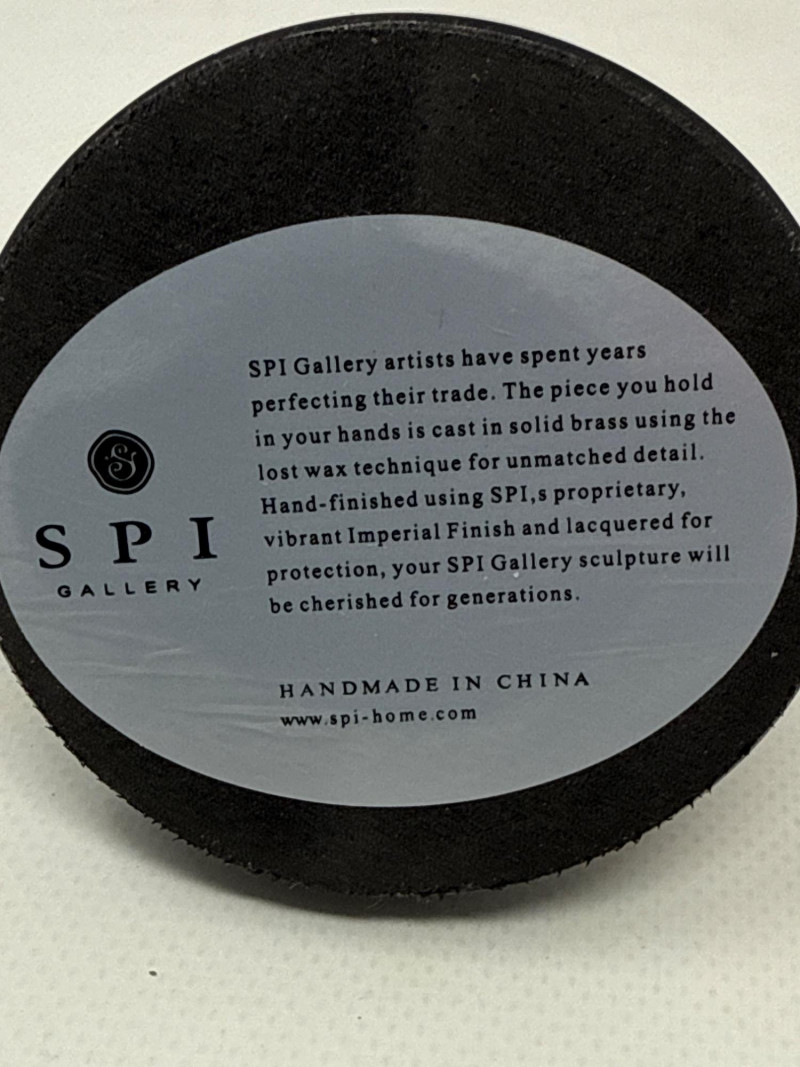 SPI
GALLERY
SPI Gallery artists have spent years
perfecting their trade. The piece you hold
in your hands is cast in solid brass using the
lost wax technique for unmatched detail.
Hand-finished using SPI,s proprietary,
vibrant Imperial Finish and lacquered for
protection, your SPI Gallery sculpture will
be cherished for generations.
HANDMADE IN CHINA
www.spi-home.com